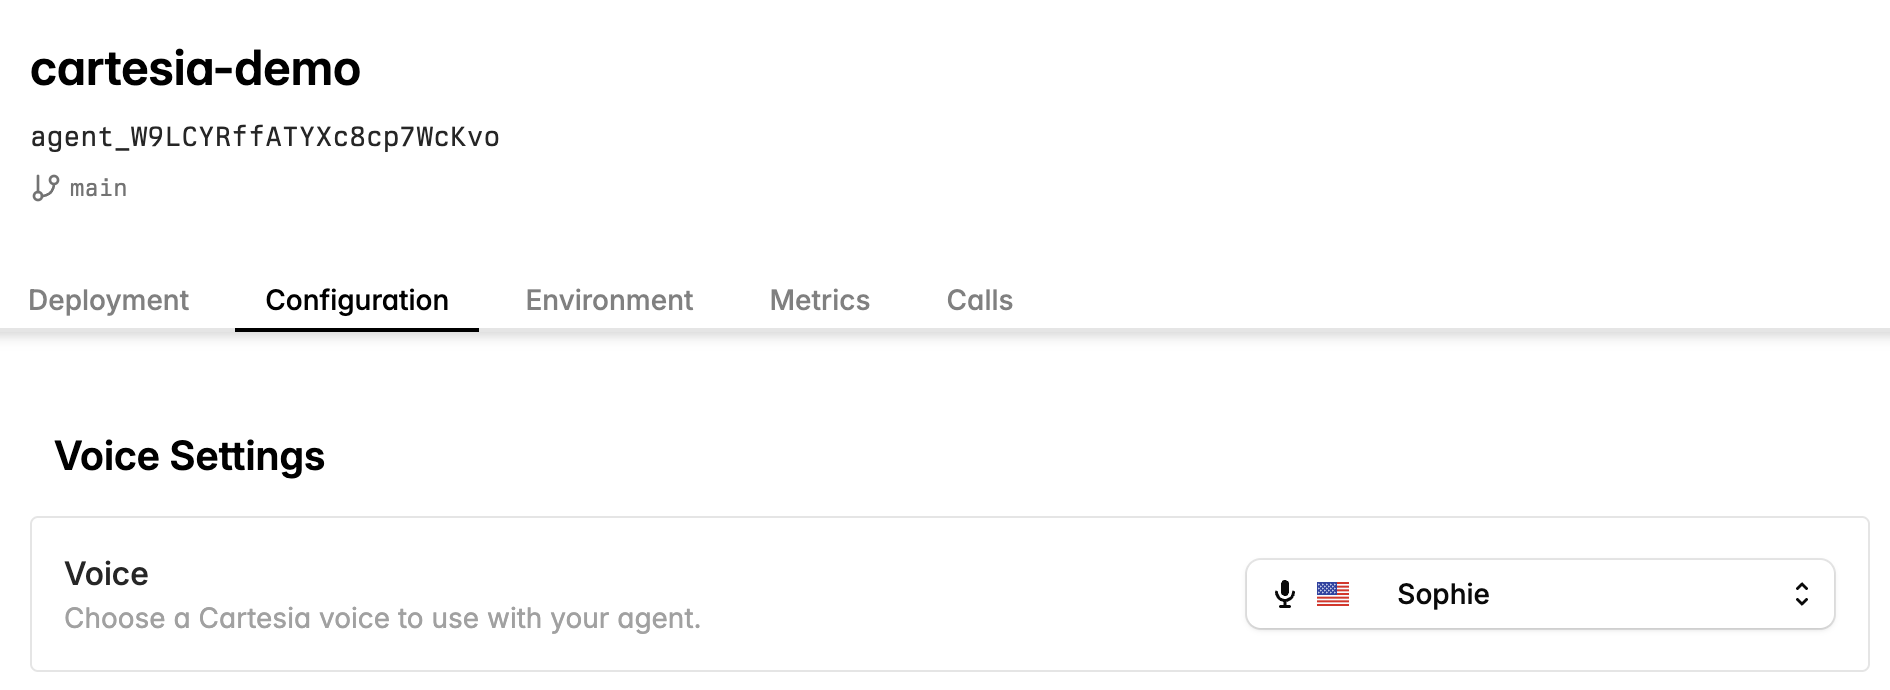 cartesia-demo
agent_W9LCYRffATYXc8cp7WcKvo
main
Deployment Configuration Environment Metrics Calls
Voice Settings
Voice
Choose a Cartesia voice to use with your agent.
Sophie